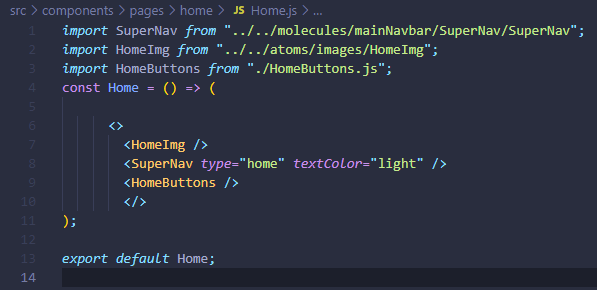 src > components > pages > home > JS Home.js > ...
1 import SuperNav from "../../molecules/mainNavbar/SuperNav/SuperNav";
2 import HomeImg from "../../atoms/images/HomeImg";
3 import HomeButtons from "./HomeButtons.js";
4 const Home = () => (
5
6 <>
7 <HomeImg />
8 <SuperNav type="home" textColor="light" />
9 <HomeButtons />
10 </>
11 );
12
13 export default Home;
14